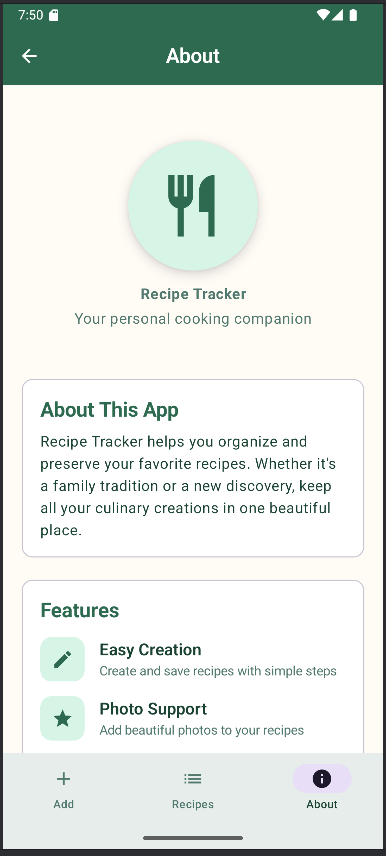 7:50
About
Recipe Tracker
Your personal cooking companion
About This App
Recipe Tracker helps you organize and
preserve your favorite recipes. Whether it's
a family tradition or a new discovery, keep
all your culinary creations in one beautiful
place.
Features
Easy Creation
Create and save recipes with simple steps
Photo Support
Add beautiful photos to your recipes
Add
Recipes
About